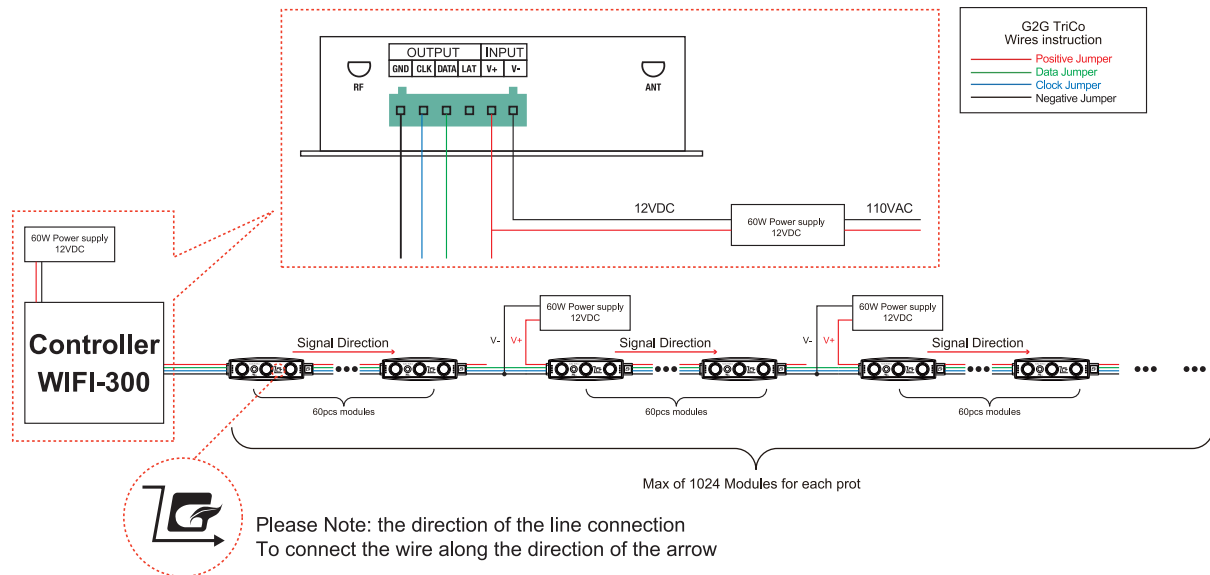 G2G TriCo
Wires instruction
Positive Jumper
Data Jumper
Clock Jumper
Negative Jumper
OUTPUT INPUT
GND CLK DATA LAT V+ V-
RF
ANT
12VDC
60W Power supply
12VDC
110VAC
60W Power supply
12VDC
Controller
WIFI-300
60W Power supply
12VDC
60W Power supply
12VDC
V-
V+
V-
V+
Signal Direction
Signal Direction
Signal Direction
60pcs modules
60pcs modules
60pcs modules
Max of 1024 Modules for each prot
Please Note: the direction of the line connection
To connect the wire along the direction of the arrow